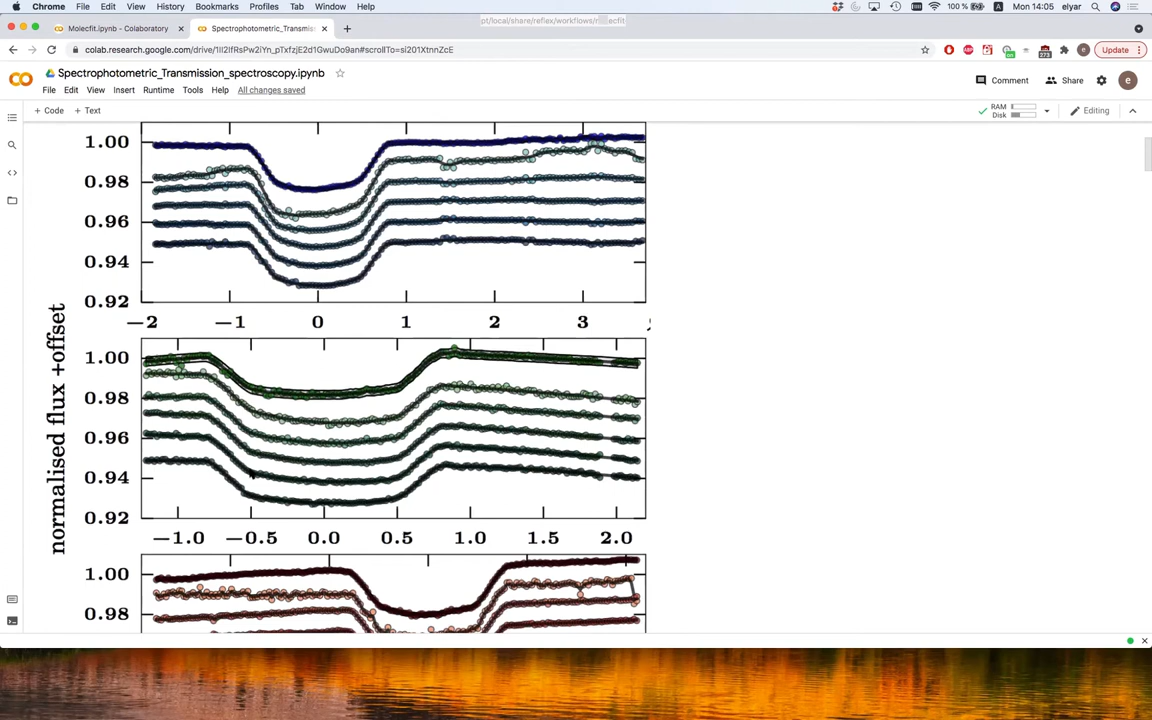 Chrome File Edit View History Bookmarks Profiles Tab Window Help
100 % A Mon 14:05 elyar
Molecfit.ipynb - Colaboratory
Spectrophotometric_Transmiss
colab.research.google.com/drive/
Update
Spectrophotometric_Transmission_spectroscopy.ipynb
File Edit View Insert Runtime Tools Help All changes saved
Comment Share e
+ Code + Text
RAM
Disk
Editing
normalised flux +offset
1.00
0.98
0.96
0.94
0.92
−2 −1 0 1 2 3
1.00
0.98
0.96
0.94
0.92
−1.0 −0.5 0.0 0.5 1.0 1.5 2.0
1.00
0.98